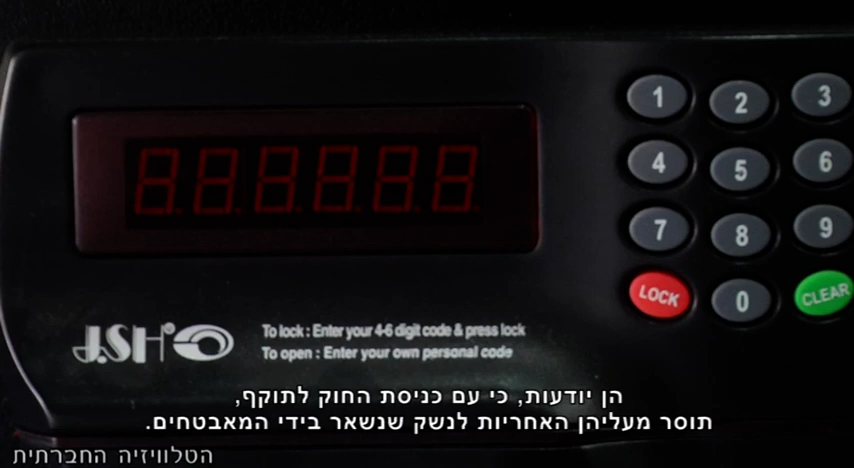 888888
1 2 3
4 5 6
7 8 9
LOCK 0 CLEAR
J.SH
To lock : Enter your 4-6 digit code & press lock
To open : Enter your own personal code
הן יודעות, כי עם כניסת החוק לתוקף,
תוסר מעליהן האחריות לנשק שנשאר בידי המאבטחים.
הטלוויזיה החברתית